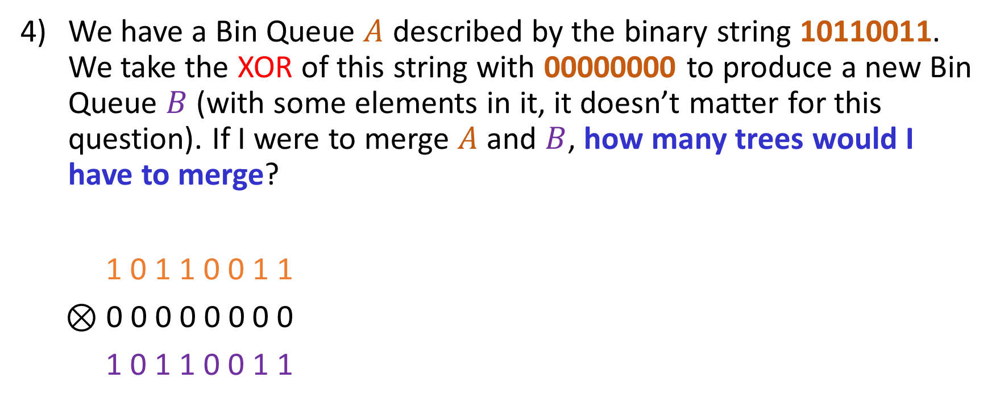 4) We have a Bin Queue A described by the binary string 10110011.
We take the XOR of this string with 00000000 to produce a new Bin
Queue B (with some elements in it, it doesn’t matter for this
question). If I were to merge A and B, how many trees would I
have to merge?
1 0 1 1 0 0 1 1
⊗ 0 0 0 0 0 0 0 0
1 0 1 1 0 0 1 1